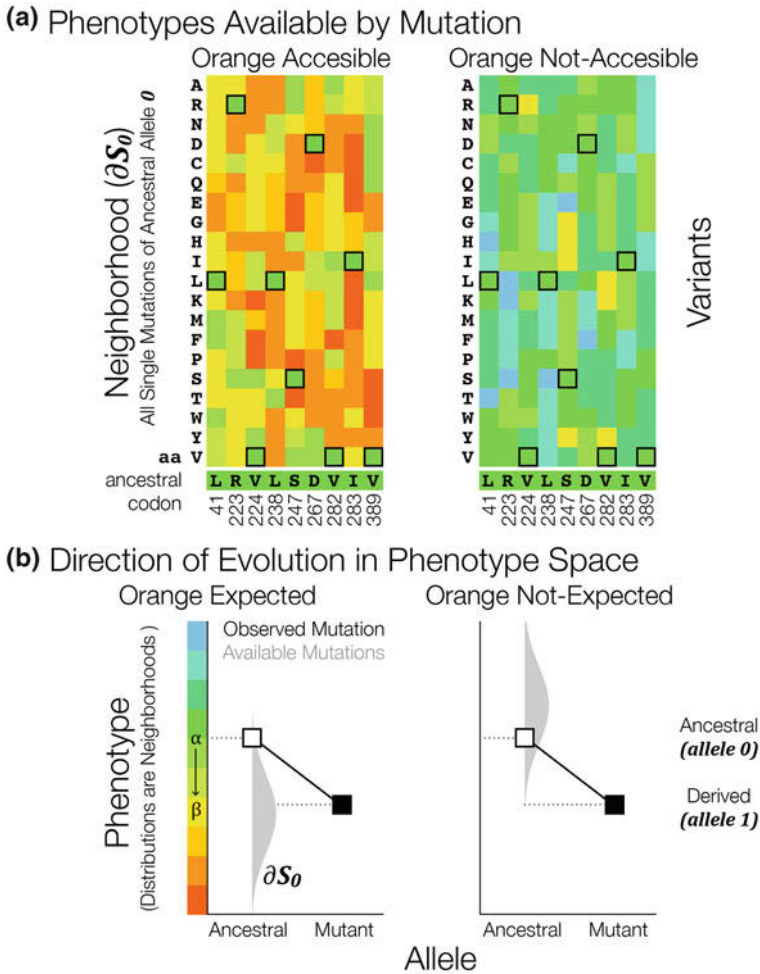 (a) Phenotypes Available by Mutation
Orange Accesible
Orange Not-Accesible
Neighborhood (∂S0)
All Single Mutations of Ancestral Allele 0
A
R
N
D
C
Q
E
G
H
I
L
K
M
F
P
S
T
W
Y
aa V
A
R
N
D
C
Q
E
G
H
I
L
K
M
F
P
S
T
W
Y
V
Variants
ancestral
codon
L R V L S D V I V
41 223 224 238 247 267 282 283 389
L R V L S D V I V
41 223 224 238 247 267 282 283 389
(b) Direction of Evolution in Phenotype Space
Orange Expected
Orange Not-Expected
Phenotype
(Distributions are Neighborhoods )
α
β
Observed Mutation
Available Mutations
∂S0
Ancestral
(allele 0)
Derived
(allele 1)
Ancestral Mutant
Ancestral Mutant
Allele